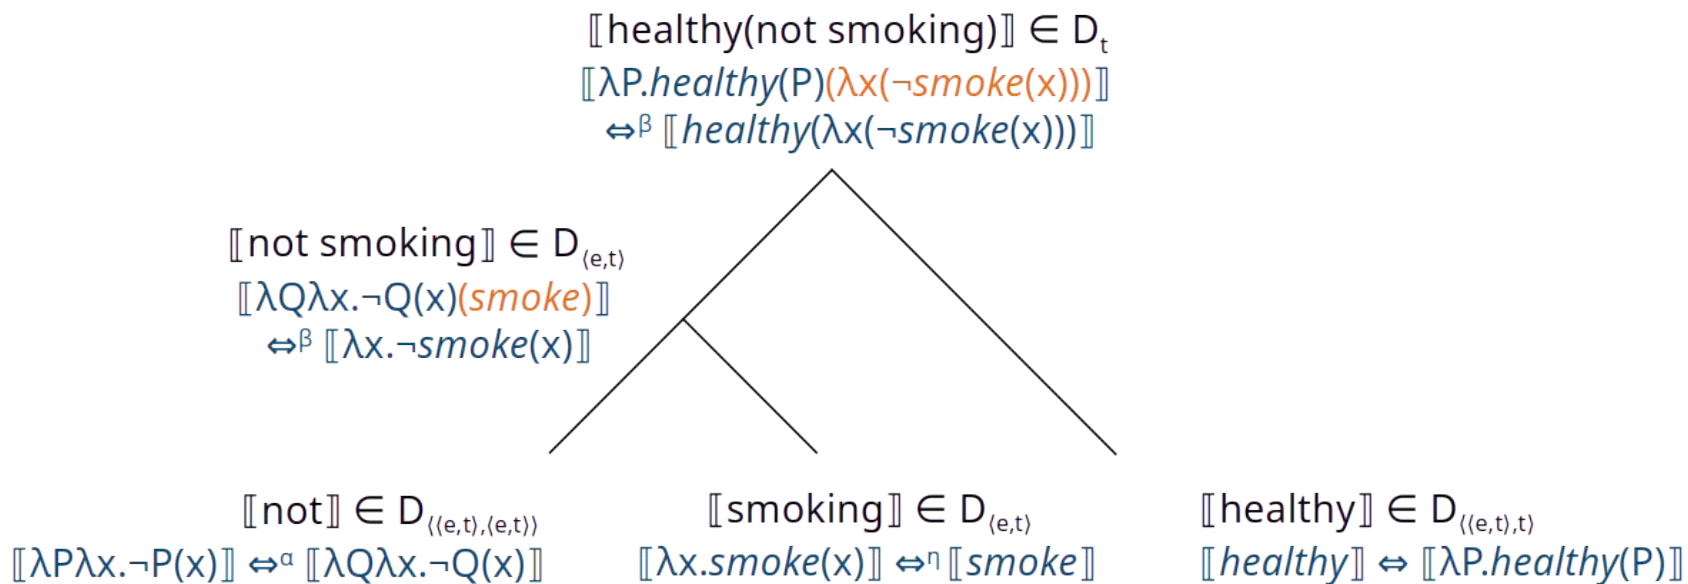 ⟦healthy(not smoking)⟧ ∈ Dₜ
⟦λP.healthy(P)(λx(¬smoke(x)))⟧
⇔ᵝ ⟦healthy(λx(¬smoke(x)))⟧
⟦not smoking⟧ ∈ D⟨e,t⟩
⟦λQλx.¬Q(x)(smoke)⟧
⇔ᵝ ⟦λx.¬smoke(x)⟧
⟦not⟧ ∈ D⟨⟨e,t⟩,⟨e,t⟩⟩
⟦λPλx.¬P(x)⟧ ⇔ᵅ ⟦λQλx.¬Q(x)⟧
⟦smoking⟧ ∈ D⟨e,t⟩
⟦λx.smoke(x)⟧ ⇔η ⟦smoke⟧
⟦healthy⟧ ∈ D⟨⟨e,t⟩,t⟩
⟦healthy⟧ ⇔ ⟦λP.healthy(P)⟧